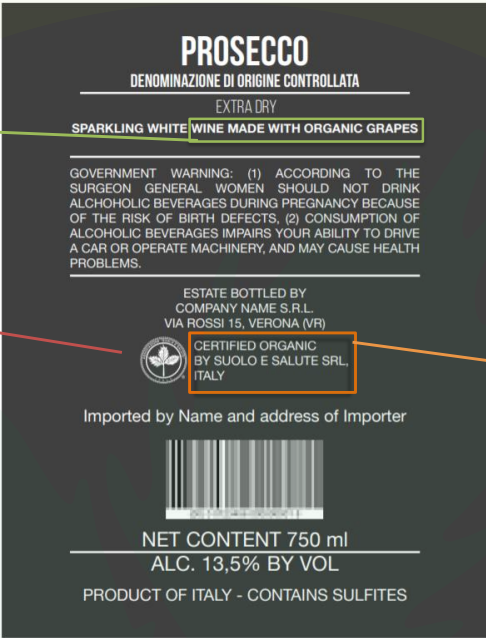 PROSECCO
DENOMINAZIONE DI ORIGINE CONTROLLATA
EXTRA DRY
SPARKLING WHITE WINE MADE WITH ORGANIC GRAPES
GOVERNMENT WARNING: (1) ACCORDING TO THE
SURGEON GENERAL WOMEN SHOULD NOT DRINK
ALCHOHOLIC BEVERAGES DURING PREGNANCY BECAUSE
OF THE RISK OF BIRTH DEFECTS, (2) CONSUMPTION OF
ALCOHOLIC BEVERAGES IMPAIRS YOUR ABILITY TO DRIVE
A CAR OR OPERATE MACHINERY, AND MAY CAUSE HEALTH
PROBLEMS.
ESTATE BOTTLED BY
COMPANY NAME S.R.L.
VIA ROSSI 15, VERONA (VR)
CERTIFIED ORGANIC
BY SUOLO E SALUTE SRL,
ITALY
Imported by Name and address of Importer
NET CONTENT 750 ml
ALC. 13,5% BY VOL
PRODUCT OF ITALY - CONTAINS SULFITES